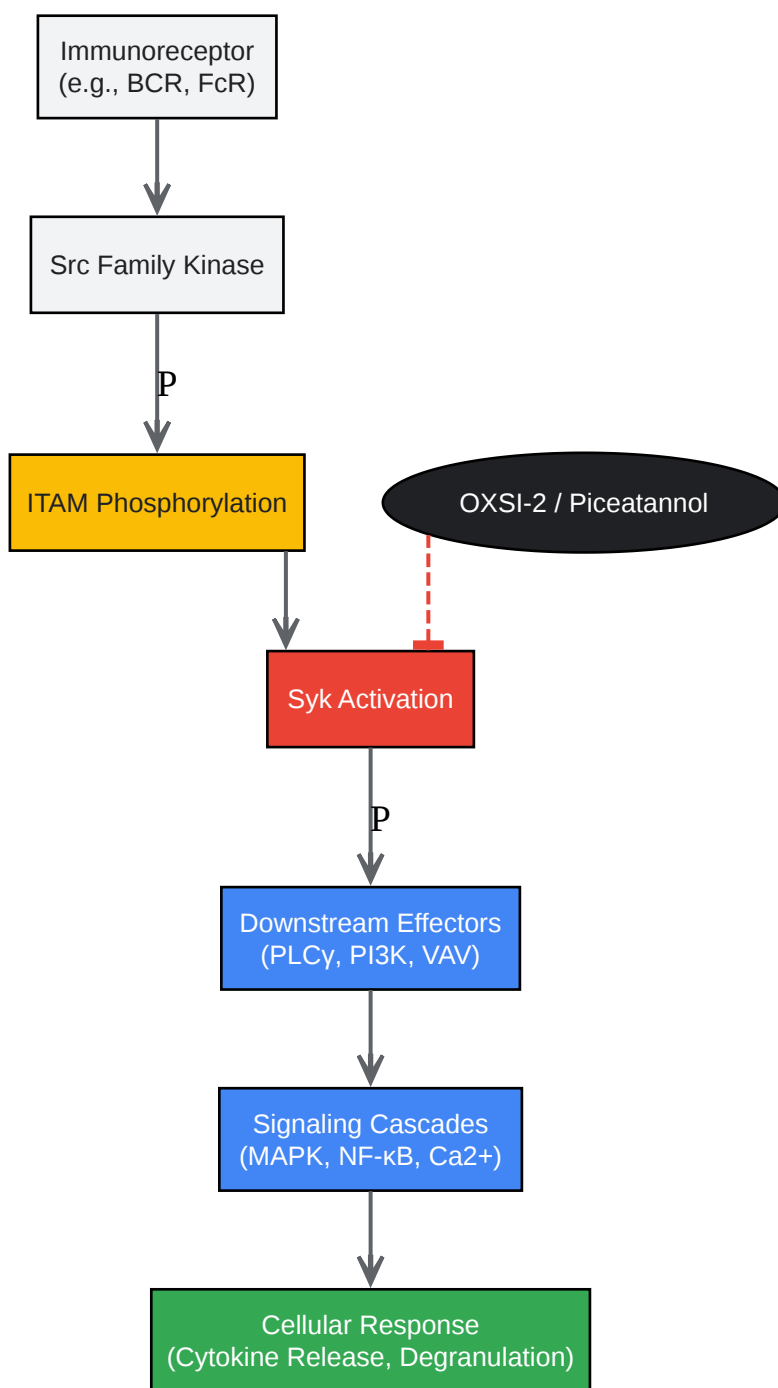 Immunoreceptor
(e.g., BCR, FcR)
Src Family Kinase
P
ITAM Phosphorylation
OXSI-2 / Piceatannol
Syk Activation
P
Downstream Effectors
(PLCγ, PI3K, VAV)
Signaling Cascades
(MAPK, NF-κB, Ca2+)
Cellular Response
(Cytokine Release, Degranulation)